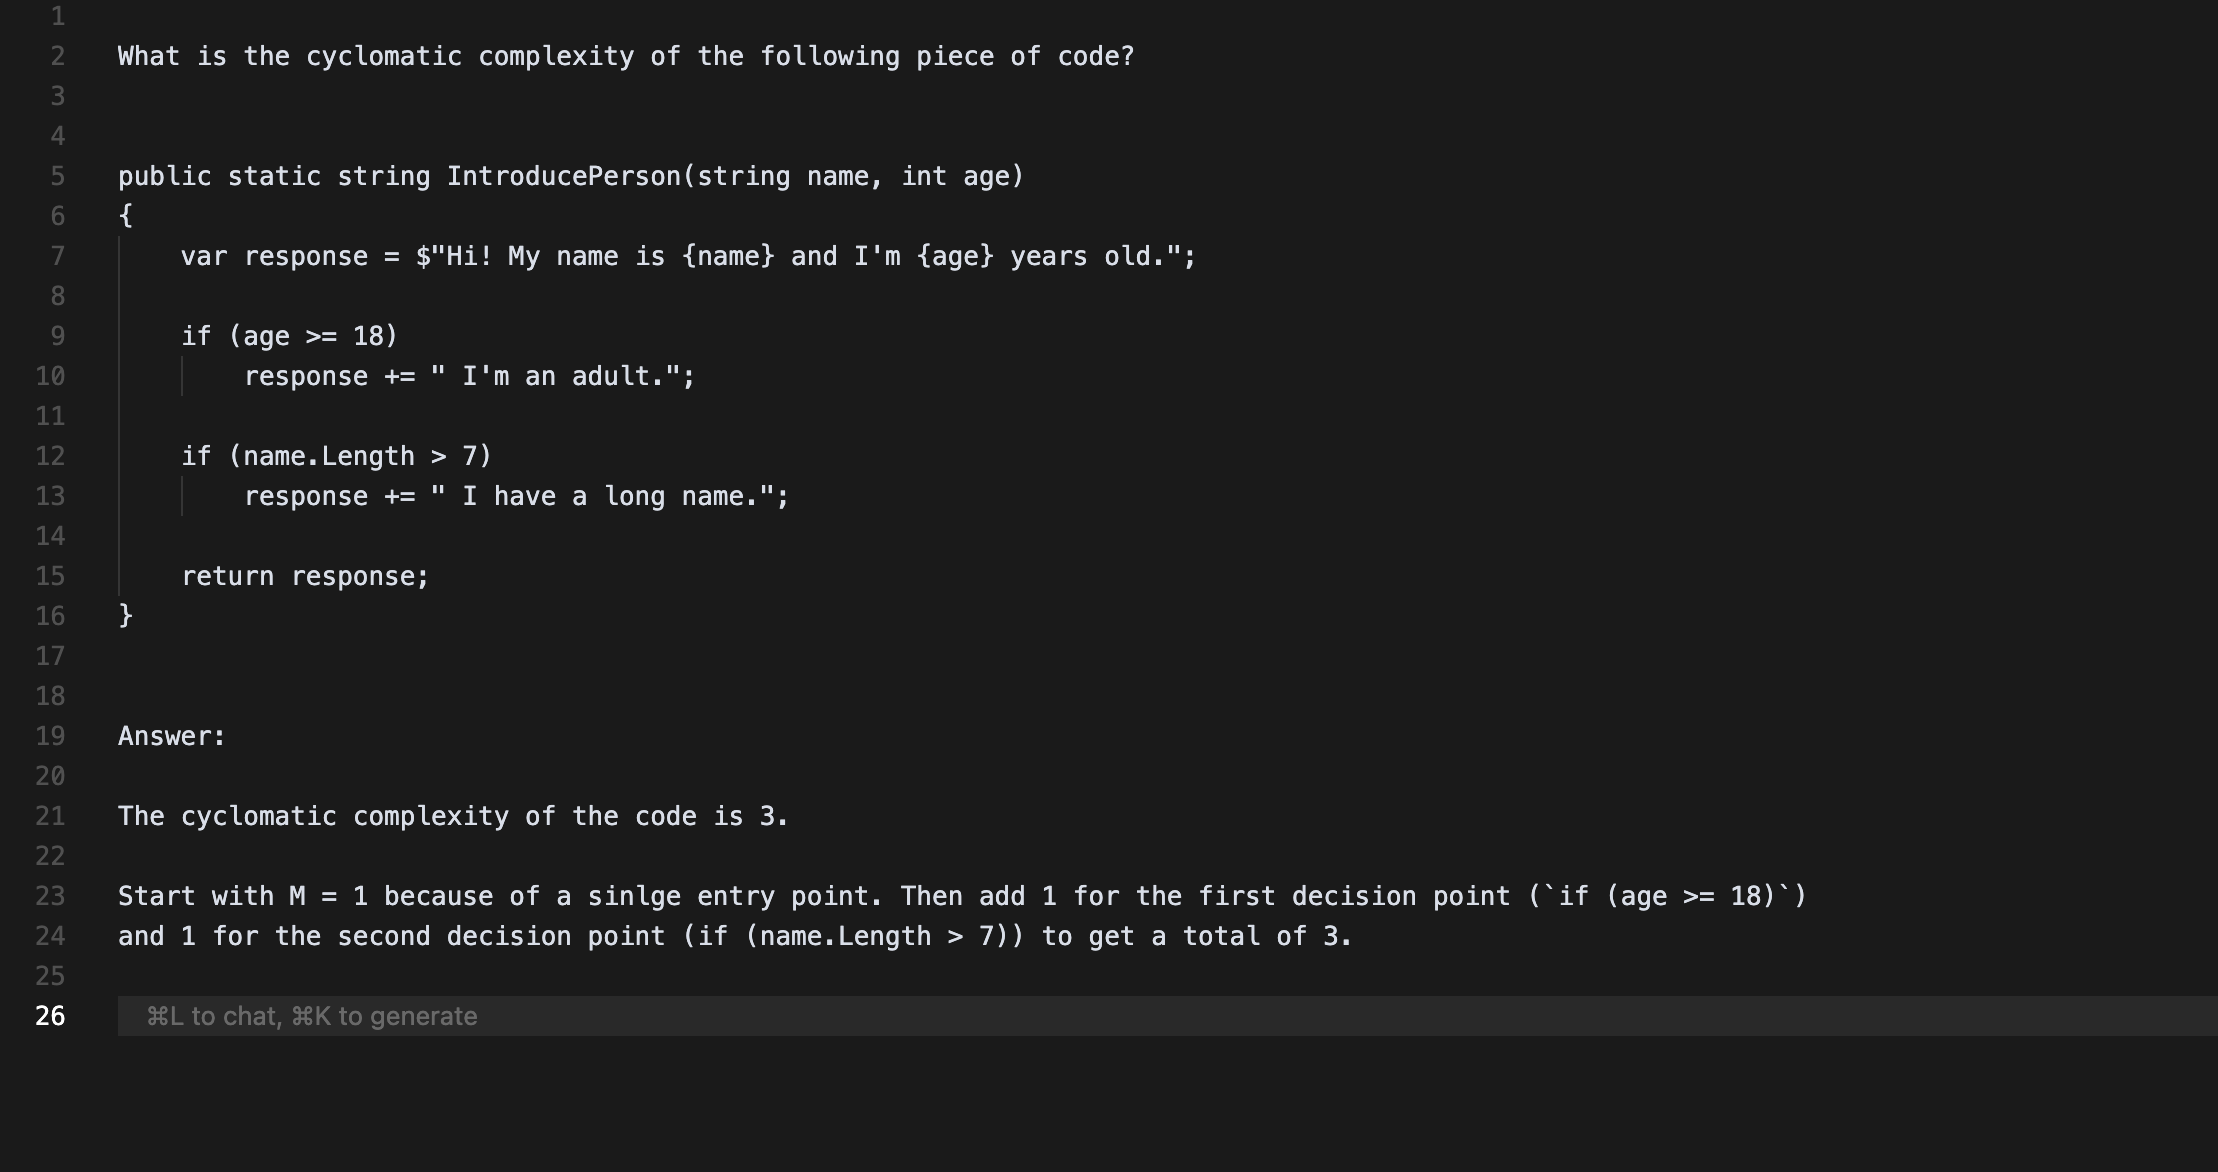 1
2 What is the cyclomatic complexity of the following piece of code?
3
4
5 public static string IntroducePerson(string name, int age)
6 {
7     var response = $"Hi! My name is {name} and I'm {age} years old.";
8
9     if (age >= 18)
10         response += " I'm an adult.";
11
12     if (name.Length > 7)
13         response += " I have a long name.";
14
15     return response;
16 }
17
18
19 Answer:
20
21 The cyclomatic complexity of the code is 3.
22
23 Start with M = 1 because of a sinlge entry point. Then add 1 for the first decision point (`if (age >= 18)`)
24 and 1 for the second decision point (if (name.Length > 7)) to get a total of 3.
25
26 ⌘L to chat, ⌘K to generate